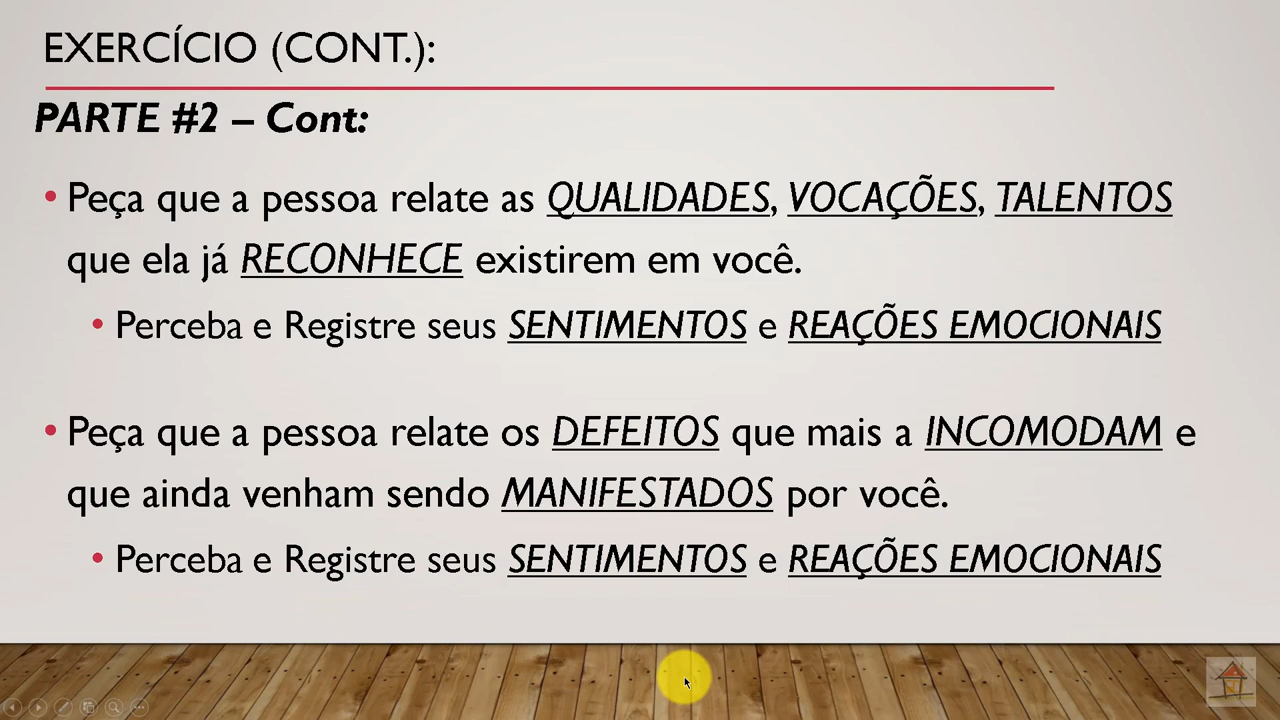 EXERCÍCIO (CONT.):
PARTE #2 – Cont:
• Peça que a pessoa relate as QUALIDADES, VOCAÇÕES, TALENTOS
que ela já RECONHECE existirem em você.
• Perceba e Registre seus SENTIMENTOS e REAÇÕES EMOCIONAIS
• Peça que a pessoa relate os DEFEITOS que mais a INCOMODAM e
que ainda venham sendo MANIFESTADOS por você.
• Perceba e Registre seus SENTIMENTOS e REAÇÕES EMOCIONAIS